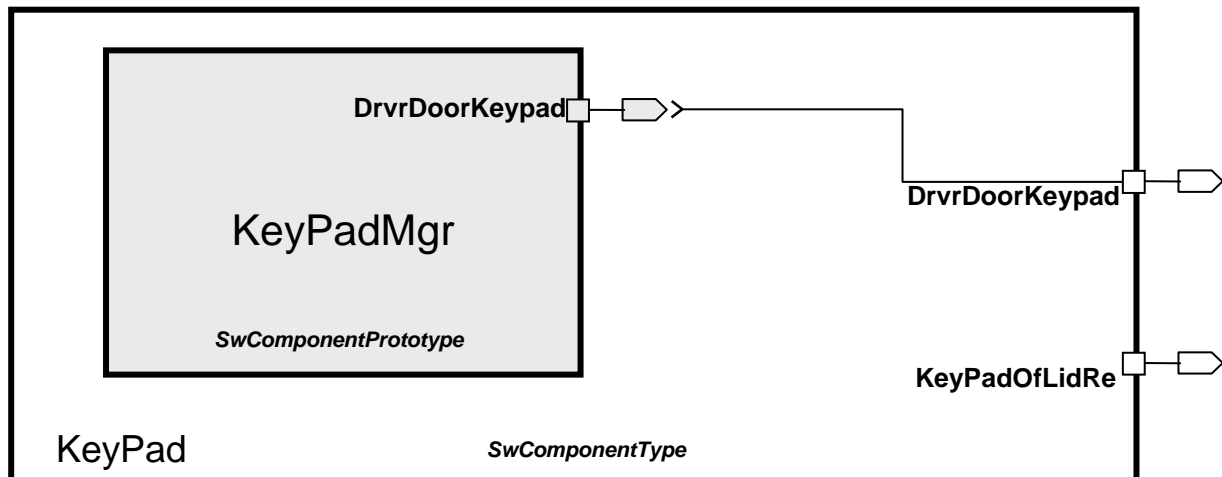 DrvrDoorKeypad
DrvrDoorKeypad
KeyPadMgr
SwComponentPrototype
KeyPadOfLidRe
KeyPad
SwComponentType